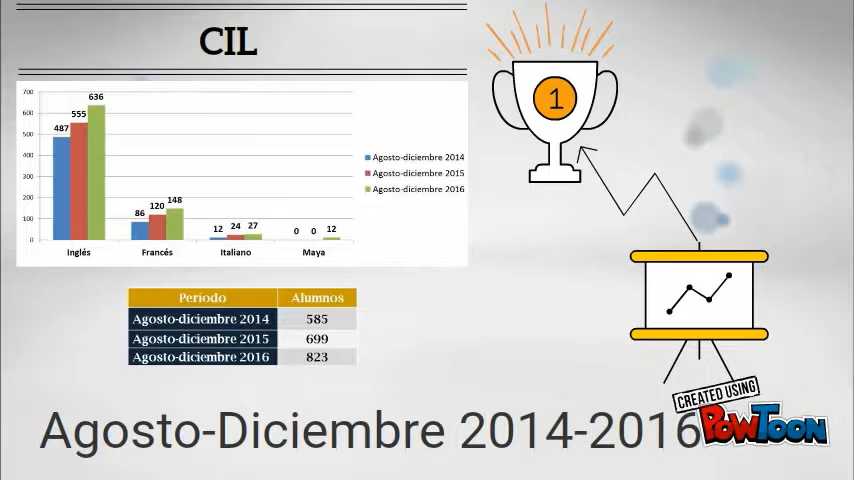 CIL
700
600
500
400
300
200
100
0
487 555 636
86 120 148
12 24 27
0 0 12
Inglés Francés Italiano Maya
Agosto-diciembre 2014
Agosto-diciembre 2015
Agosto-diciembre 2016
1
Periodo Alumnos
Agosto-diciembre 2014 585
Agosto-diciembre 2015 699
Agosto-diciembre 2016 823
Agosto-Diciembre 2014-2016
CREATED USING
POWTOON